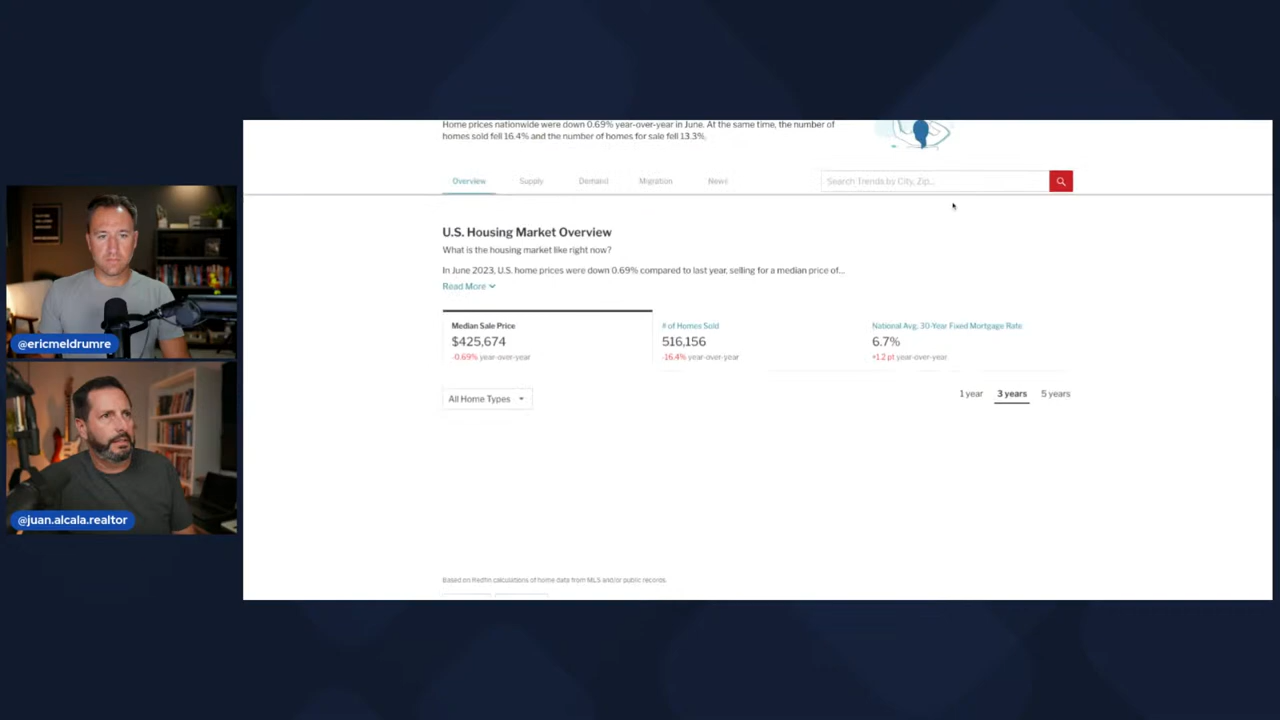 Home prices nationwide were down 0.69% year-over-year in June. At the same time, the number of
homes sold fell 16.4% and the number of homes for sale fell 13.3%.
Overview Supply Demand Migration News
Search Trends by City, Zip...
U.S. Housing Market Overview
What is the housing market like right now?
In June 2023, U.S. home prices were down 0.69% compared to last year, selling for a median price of...
Read More
Median Sale Price
$425,674
-0.69% year-over-year
# of Homes Sold
516,156
-16.4% year-over-year
National Avg. 30-Year Fixed Mortgage Rate
6.7%
+1.2 pt year-over-year
All Home Types
1 year 3 years 5 years
Based on Redfin calculations of home data from MLS and/or public records.
@ericmeldrumre
@juan.alcala.realtor